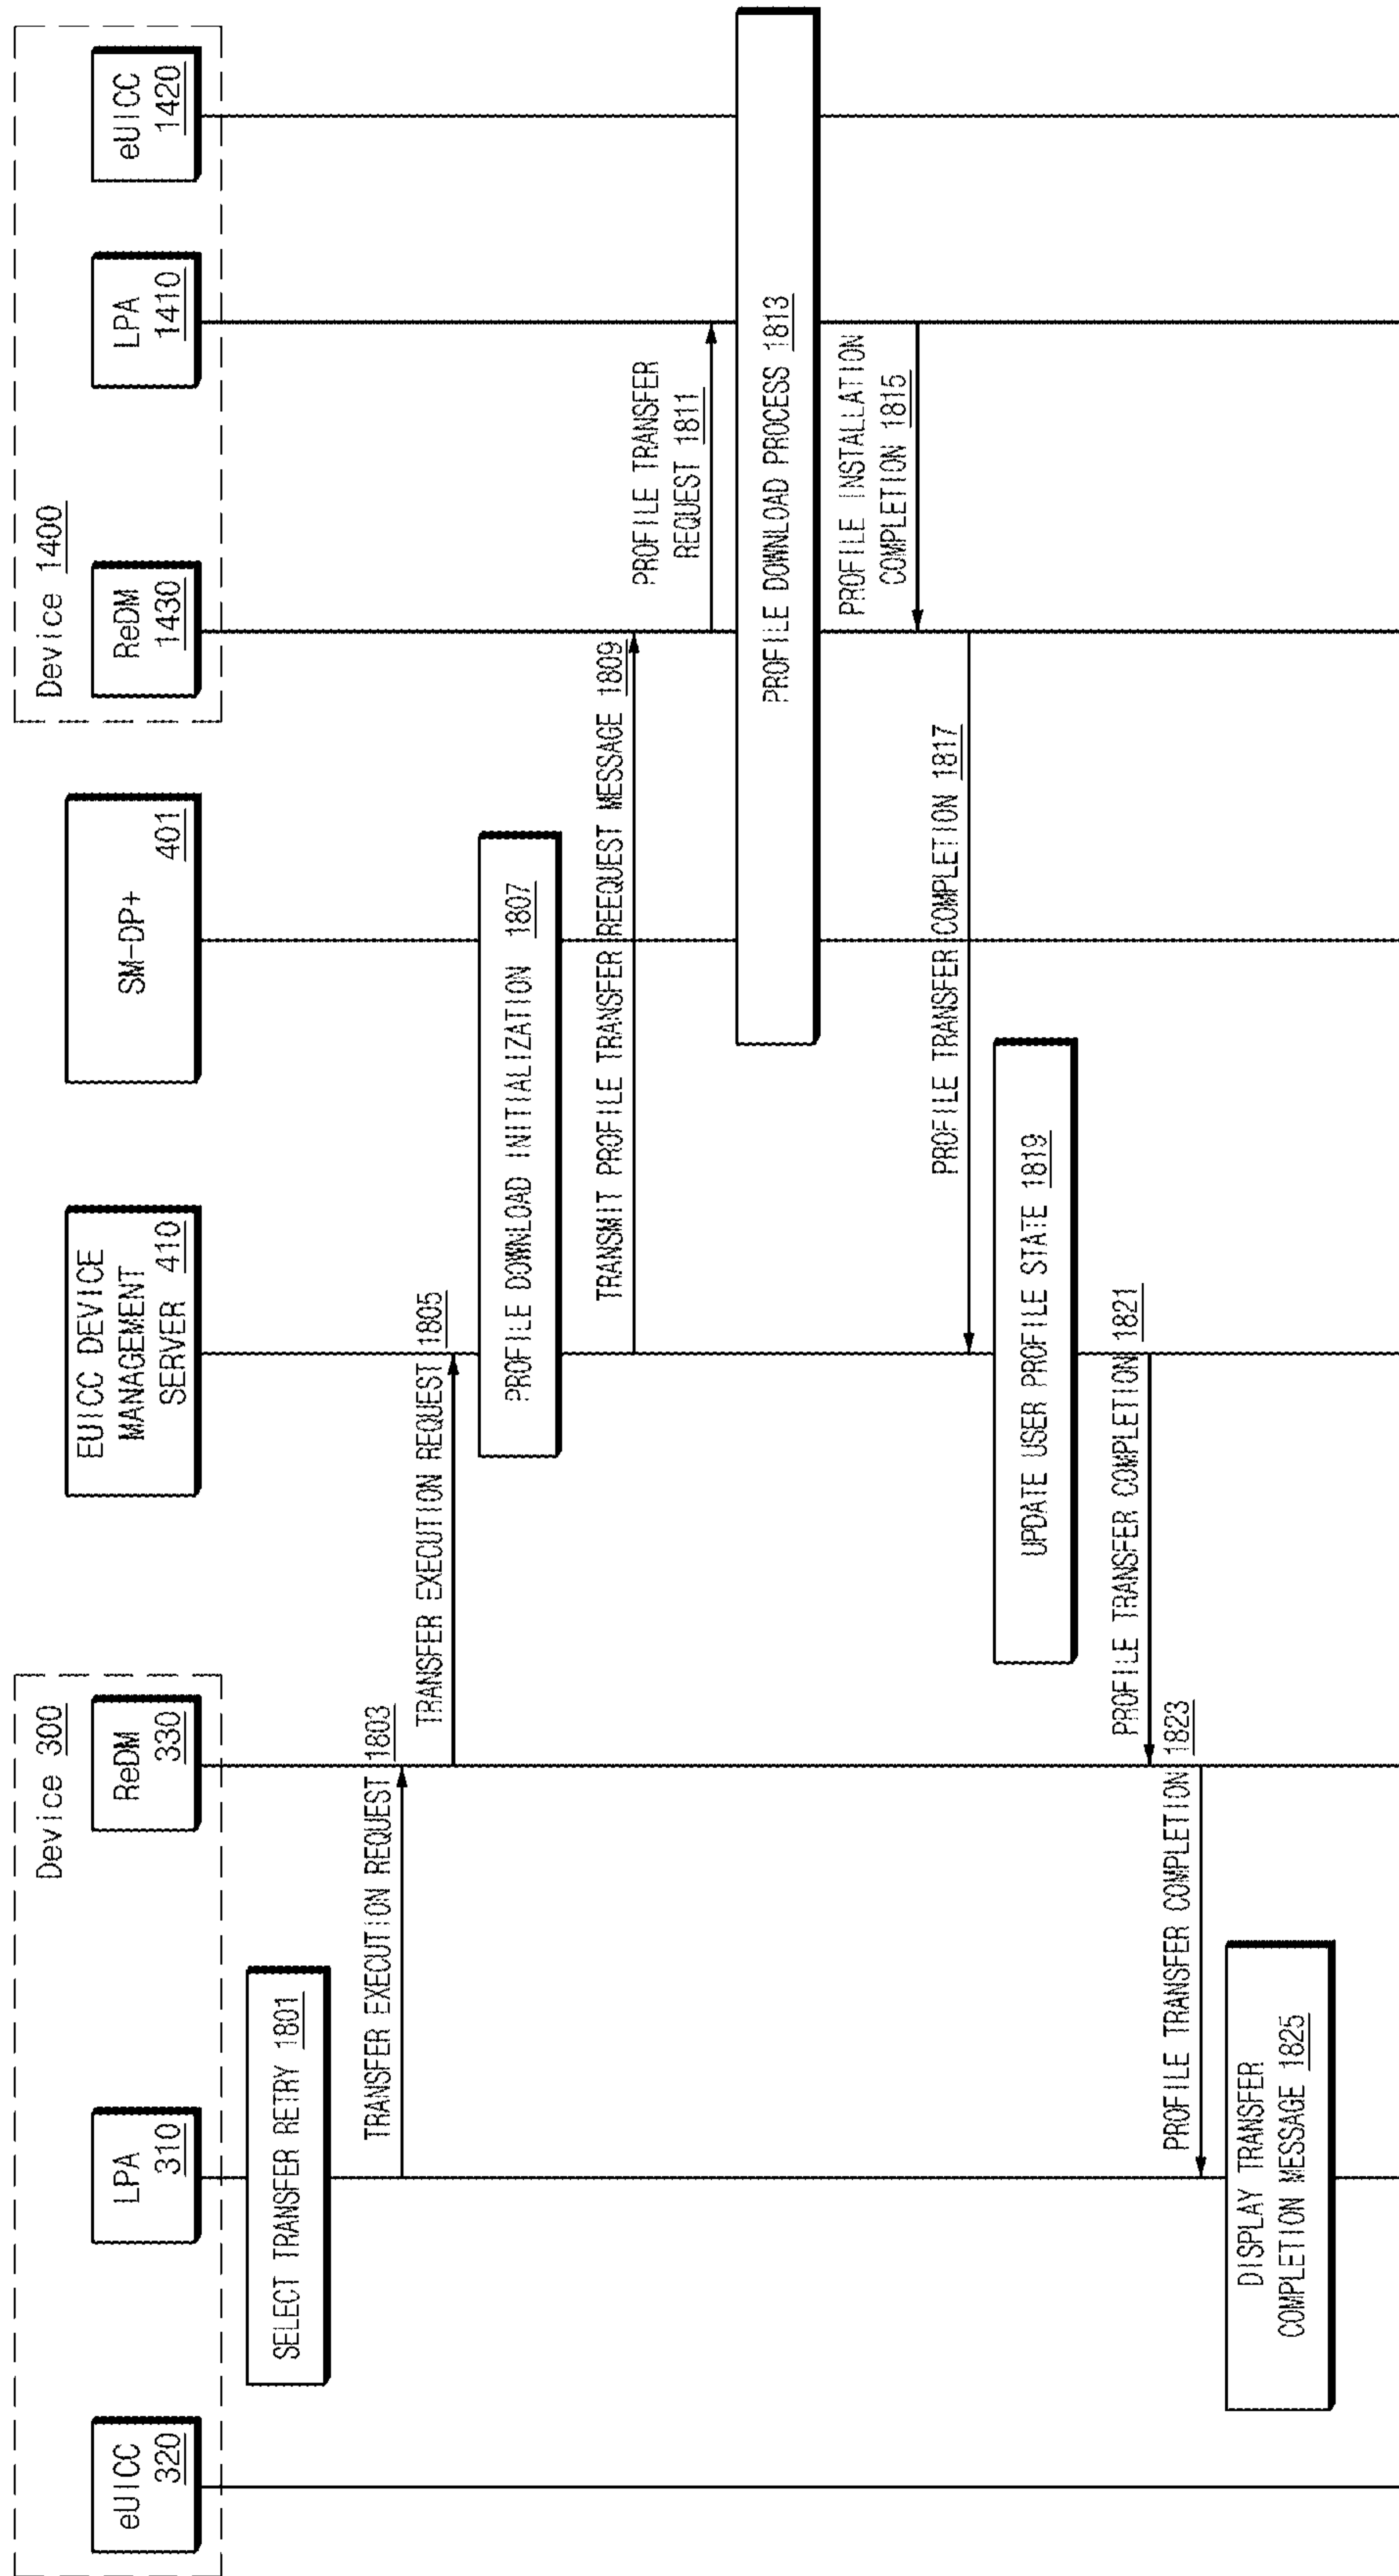 Device 300
Device 1400
eUICC
320
LPA
310
ReDM
330
EUICC DEVICE
MANAGEMENT
SERVER 410
SM-DP+
401
ReDM
1430
LPA
1410
eUICC
1420
SELECT TRANSFER RETRY 1801
TRANSFER EXECUTION REQUEST 1803
TRANSFER EXECUTION REQUEST 1805
PROFILE DOWNLOAD INITIALIZATION 1807
TRANSMIT PROFILE TRANSFER REEQUEST MESSAGE 1809
PROFILE TRANSFER
REQUEST 1811
PROFILE DOWNLOAD PROCESS 1813
PROFILE INSTALLATION
COMPLETION 1815
PROFILE TRANSFER COMPLETION 1817
UPDATE USER PROFILE STATE 1819
PROFILE TRANSFER COMPLETION 1821
PROFILE TRANSFER COMPLETION 1823
DISPLAY TRANSFER
COMPLETION MESSAGE 1825